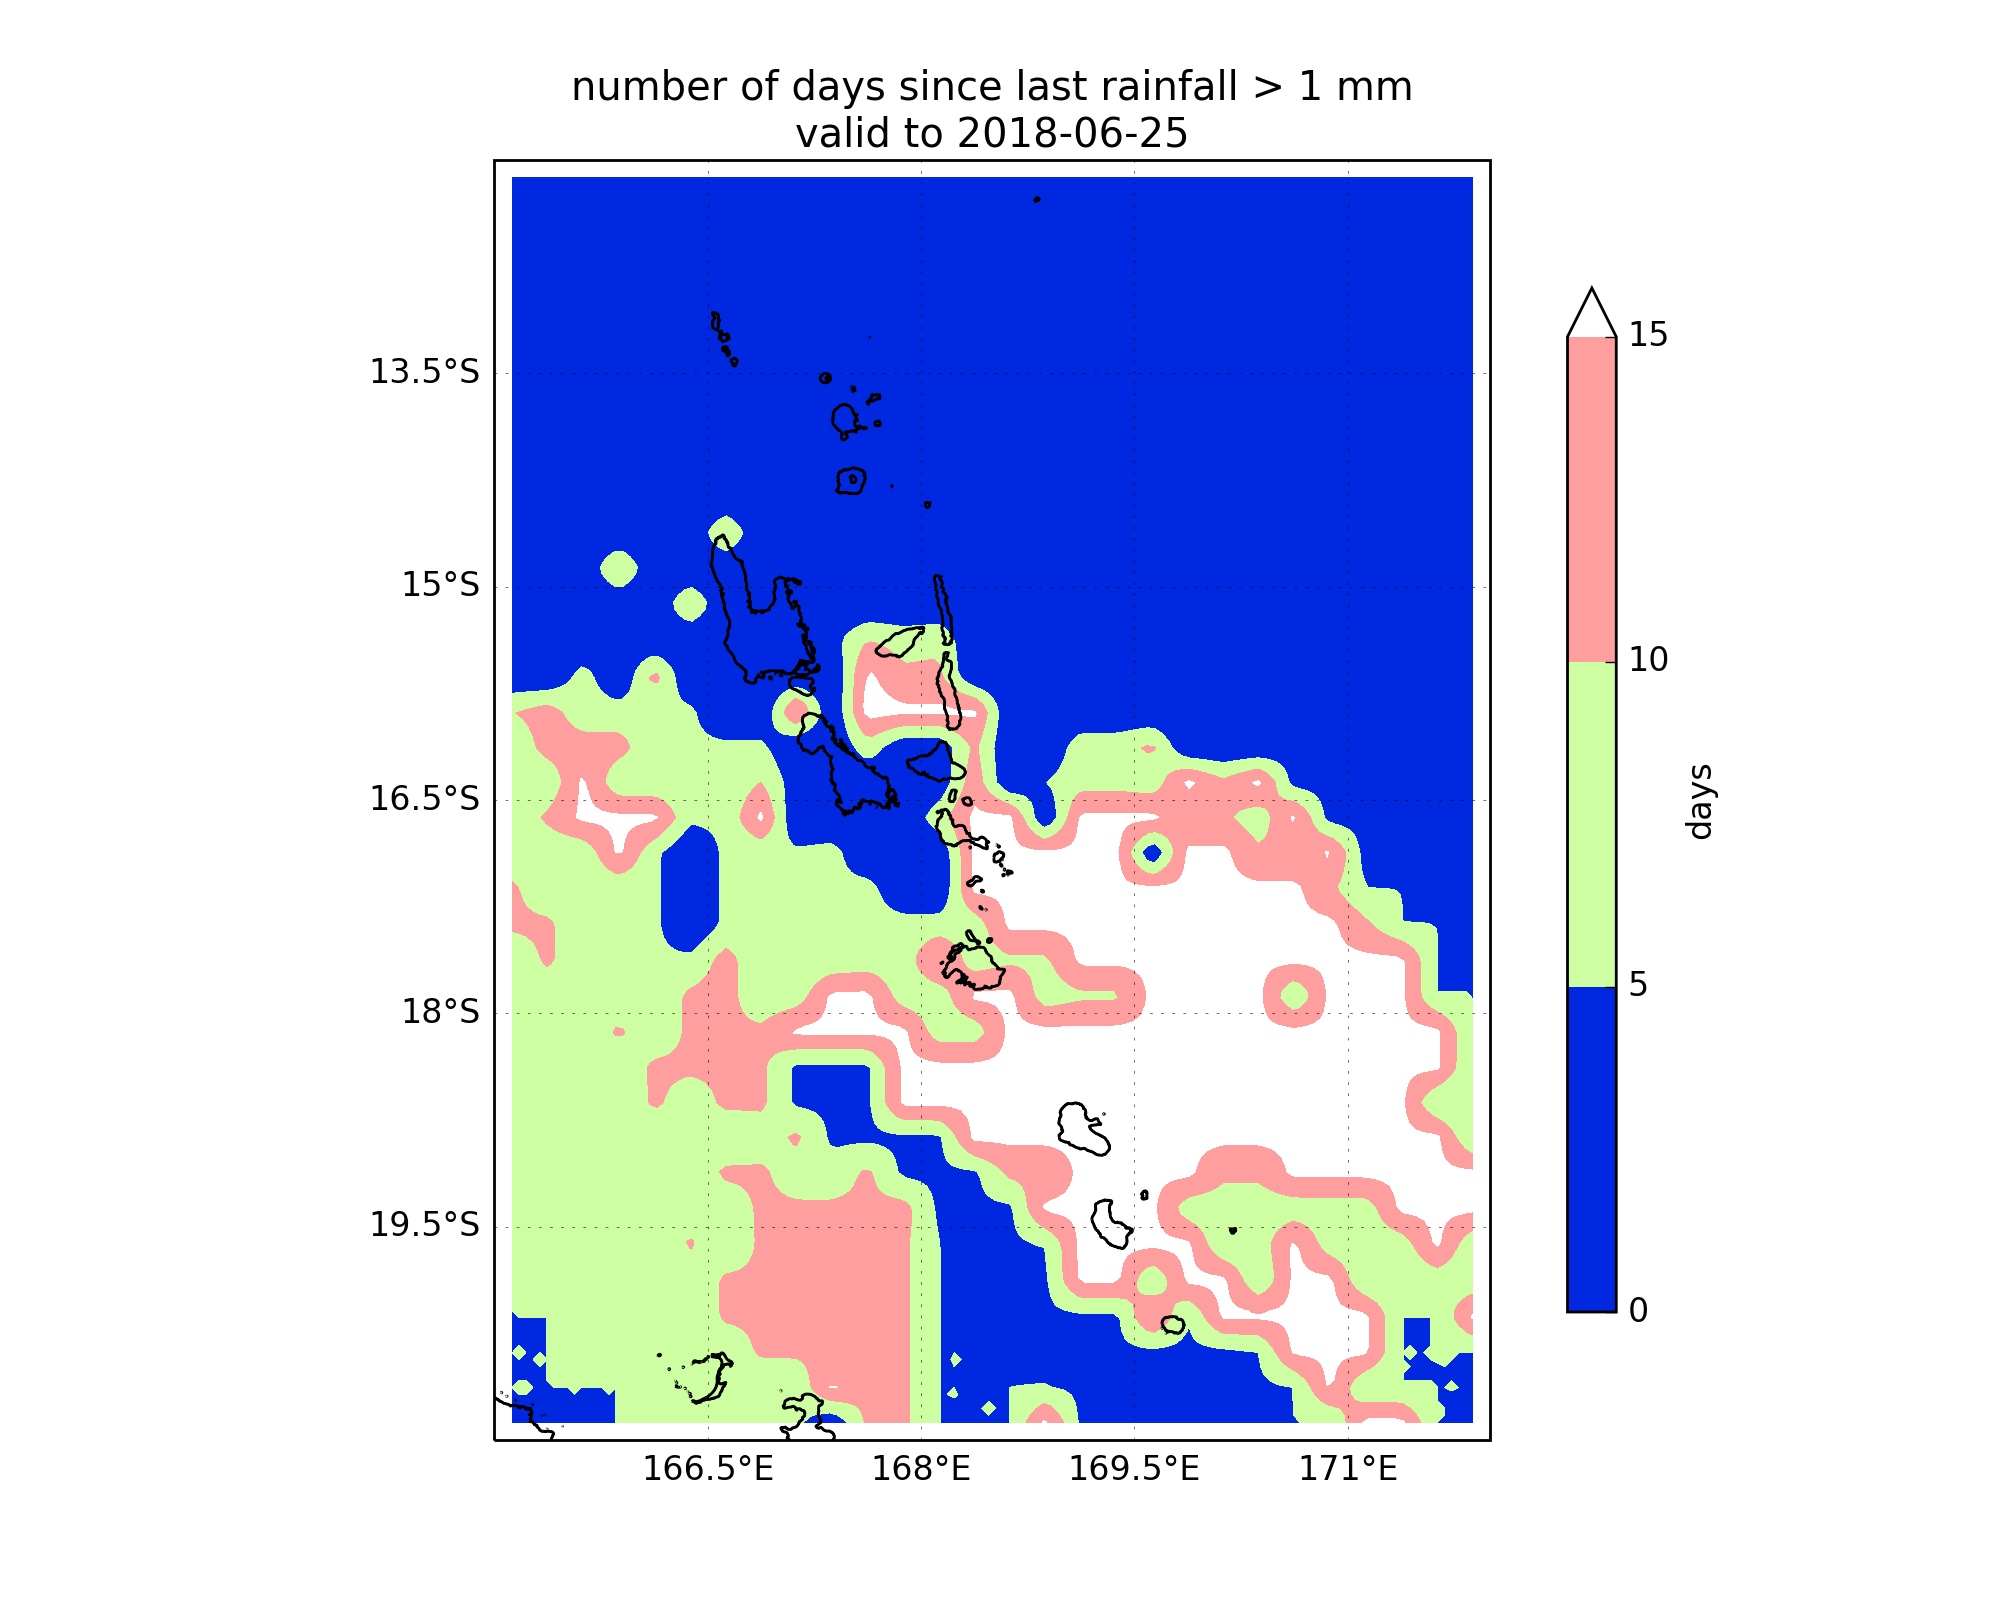 number of days since last rainfall > 1 mm
valid to 2018-06-25
13.5°S
15°S
16.5°S
18°S
19.5°S
166.5°E
168°E
169.5°E
171°E
15
10
5
0
days